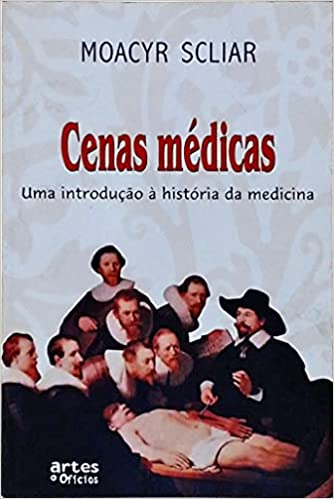 MOACYR SCLIAR
Cenas médicas
Uma introdução à história da medicina
artes
e Ofícios